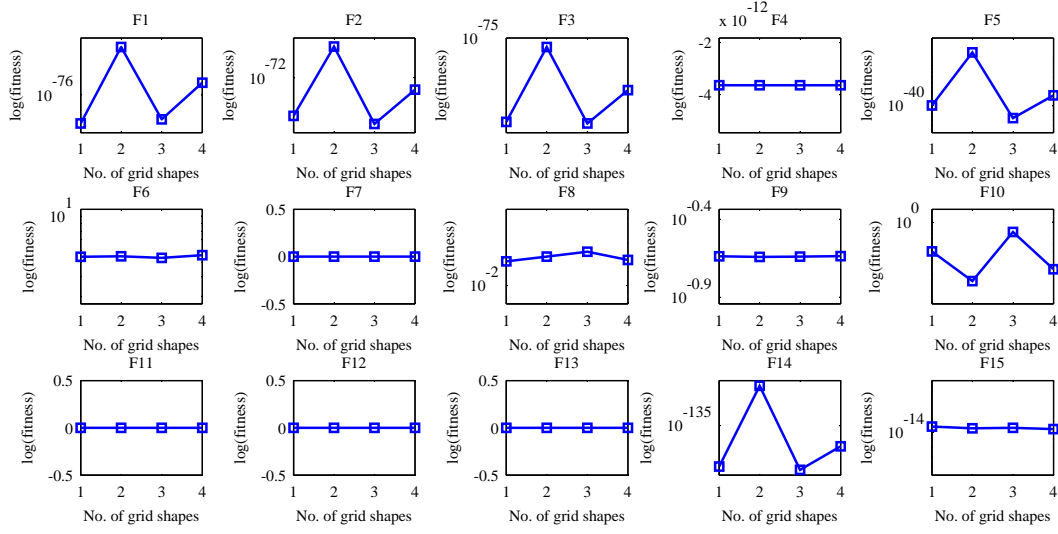 F1
log(fitness)
10^-76
1 2 3 4
No. of grid shapes
F2
log(fitness)
10^-72
1 2 3 4
No. of grid shapes
F3
log(fitness)
10^-75
1 2 3 4
No. of grid shapes
x 10^-12
F4
log(fitness)
-2
-4
1 2 3 4
No. of grid shapes
F5
log(fitness)
10^-40
1 2 3 4
No. of grid shapes
F6
log(fitness)
10^1
1 2 3 4
No. of grid shapes
F7
log(fitness)
0.5
0
-0.5
1 2 3 4
No. of grid shapes
F8
log(fitness)
10^-2
1 2 3 4
No. of grid shapes
F9
log(fitness)
10^-0.4
10^-0.9
1 2 3 4
No. of grid shapes
F10
log(fitness)
10^0
1 2 3 4
No. of grid shapes
F11
log(fitness)
0.5
0
-0.5
1 2 3 4
No. of grid shapes
F12
log(fitness)
0.5
0
-0.5
1 2 3 4
No. of grid shapes
F13
log(fitness)
0.5
0
-0.5
1 2 3 4
No. of grid shapes
F14
log(fitness)
10^-135
1 2 3 4
No. of grid shapes
F15
log(fitness)
10^-14
1 2 3 4
No. of grid shapes